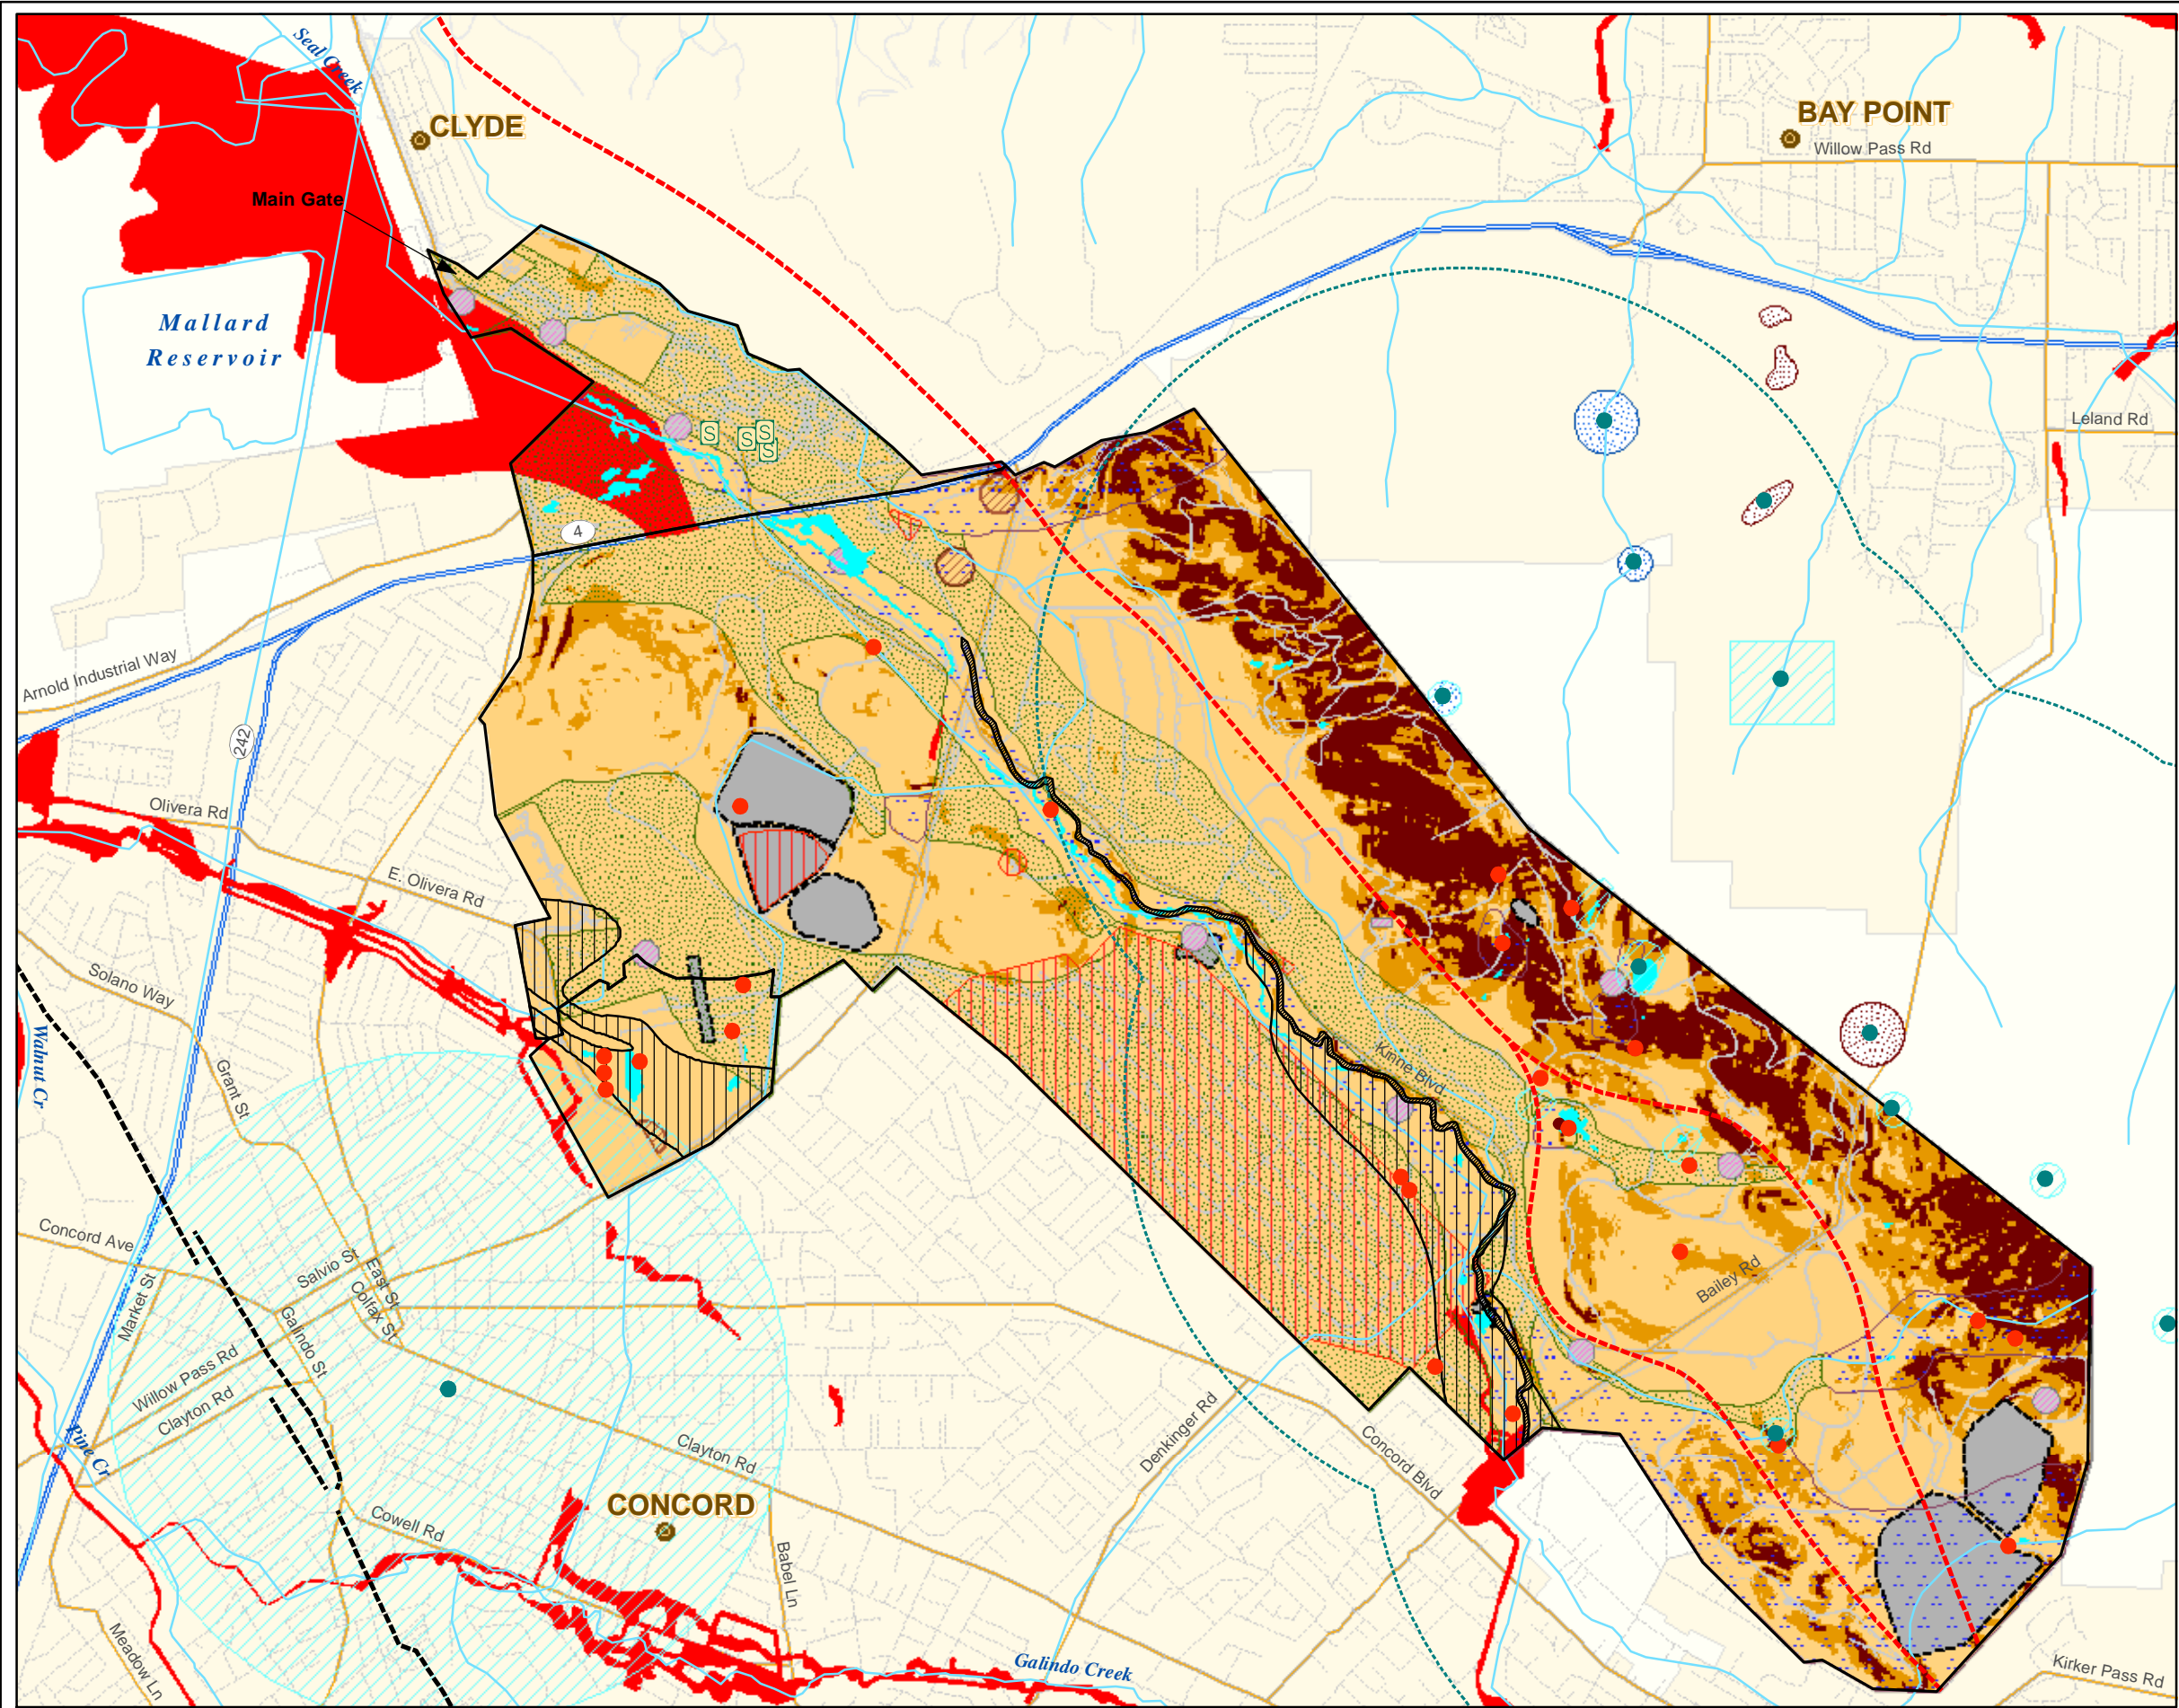 Seal Creek
CLYDE
BAY POINT
Willow Pass Rd
Main Gate
Mallard
Reservoir
Leland Rd
S
S
S
S
4
Arnold Industrial Way
242
Olivera Rd
E. Olivera Rd
Solano Way
Walnut Cr
Grant St
Kinne Blvd
Concord Ave
Salvio St
East St
Colfax St
Market St
Galindo St
Bailey Rd
Willow Pass Rd
Clayton Rd
Pine Cr
Clayton Rd
Denkinger Rd
Concord Blvd
CONCORD
Cowell Rd
Babel Ln
Meadow Ln
Galindo Creek
Kirker Pass Rd